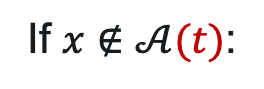 If 𝑥 ∉ 𝒜(𝑡):